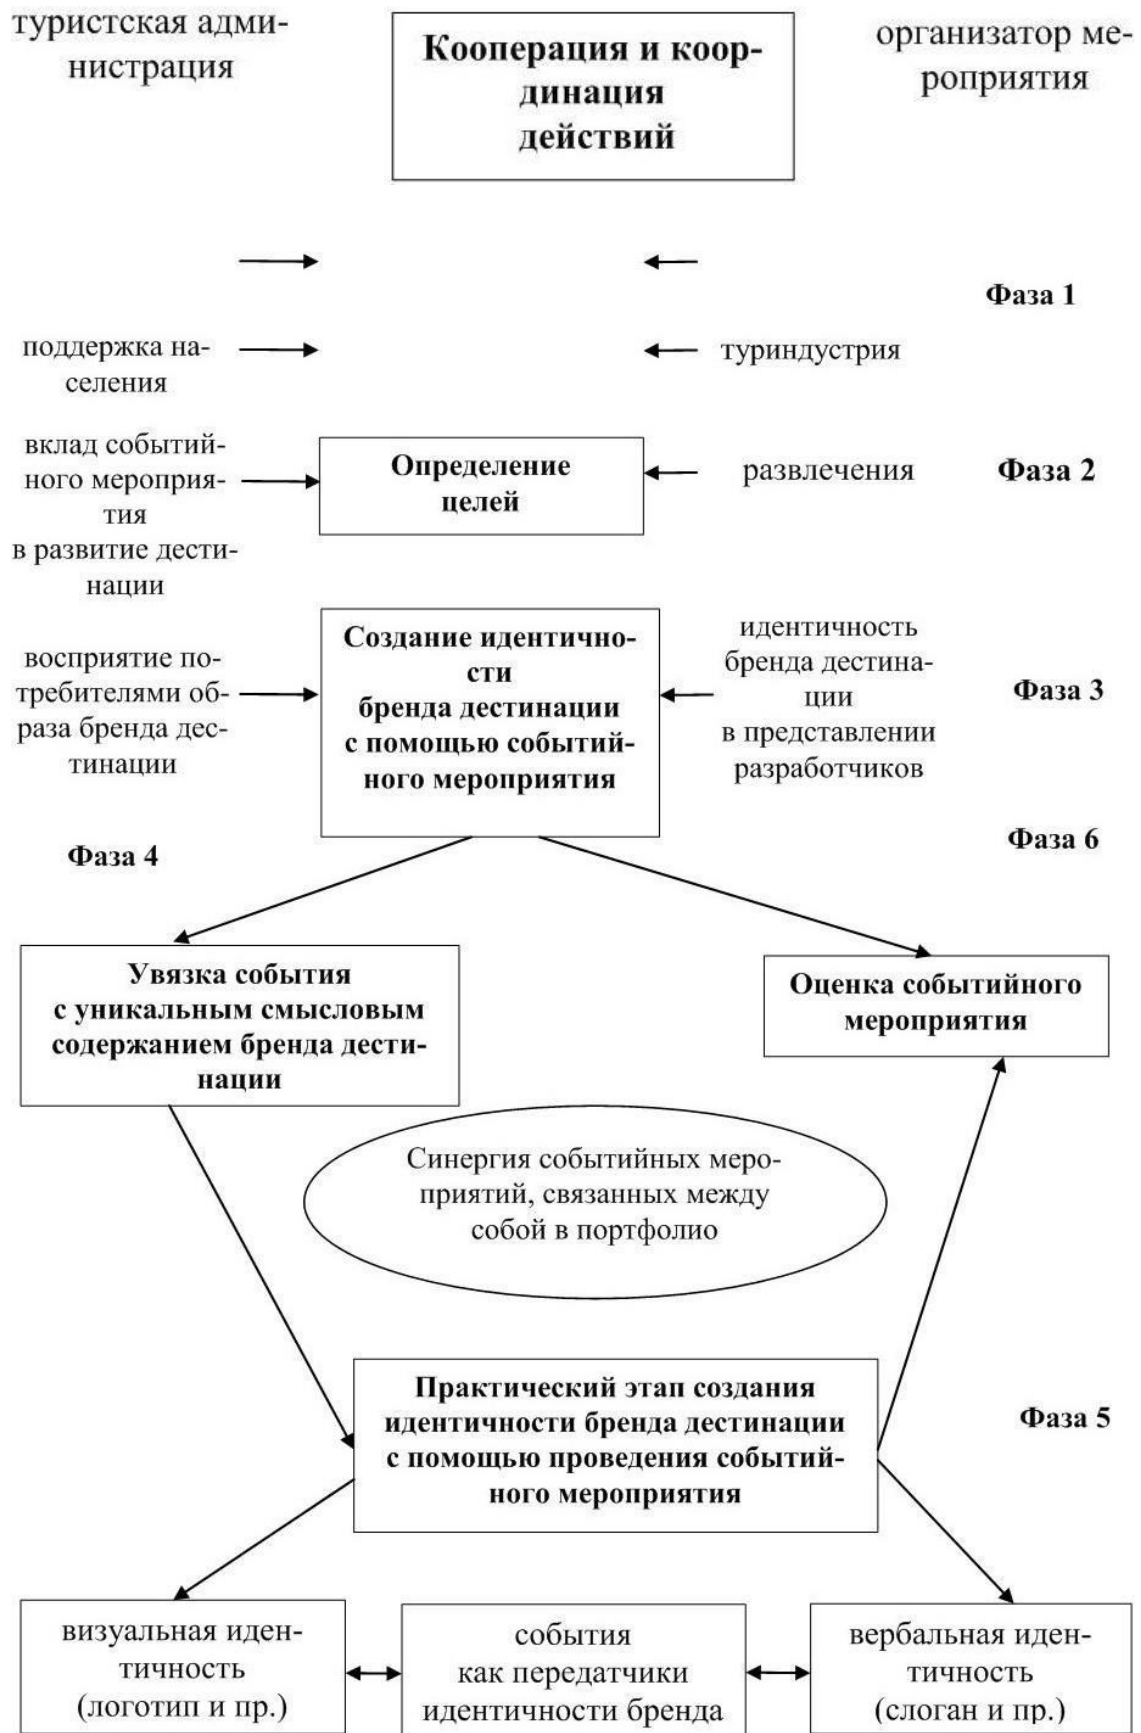 туристская адми-
нистрация
Кооперация и коор-
динация
действий
организатор ме-
роприятия
Фаза 1
поддержка на-
селения
туриндустрия
вклад событий-
ного мероприя-
тия
в развитие дести-
нации
Определение
целей
развлечения
Фаза 2
восприятие по-
требителями об-
раза бренда дес-
тинации
Создание идентично-
сти
бренда дестинации
с помощью событий-
ного мероприятия
идентичность
бренда дестина-
ции
в представлении
разработчиков
Фаза 3
Фаза 4
Фаза 6
Увязка события
с уникальным смысловым
содержанием бренда дести-
нации
Оценка событийного
мероприятия
Синергия событийных меро-
приятий, связанных между
собой в портфолио
Практический этап создания
идентичности бренда дестинации
с помощью проведения событий-
ного мероприятия
Фаза 5
визуальная иден-
тичность
(логотип и пр.)
события
как передатчики
идентичности бренда
вербальная иден-
тичность
(слоган и пр.)